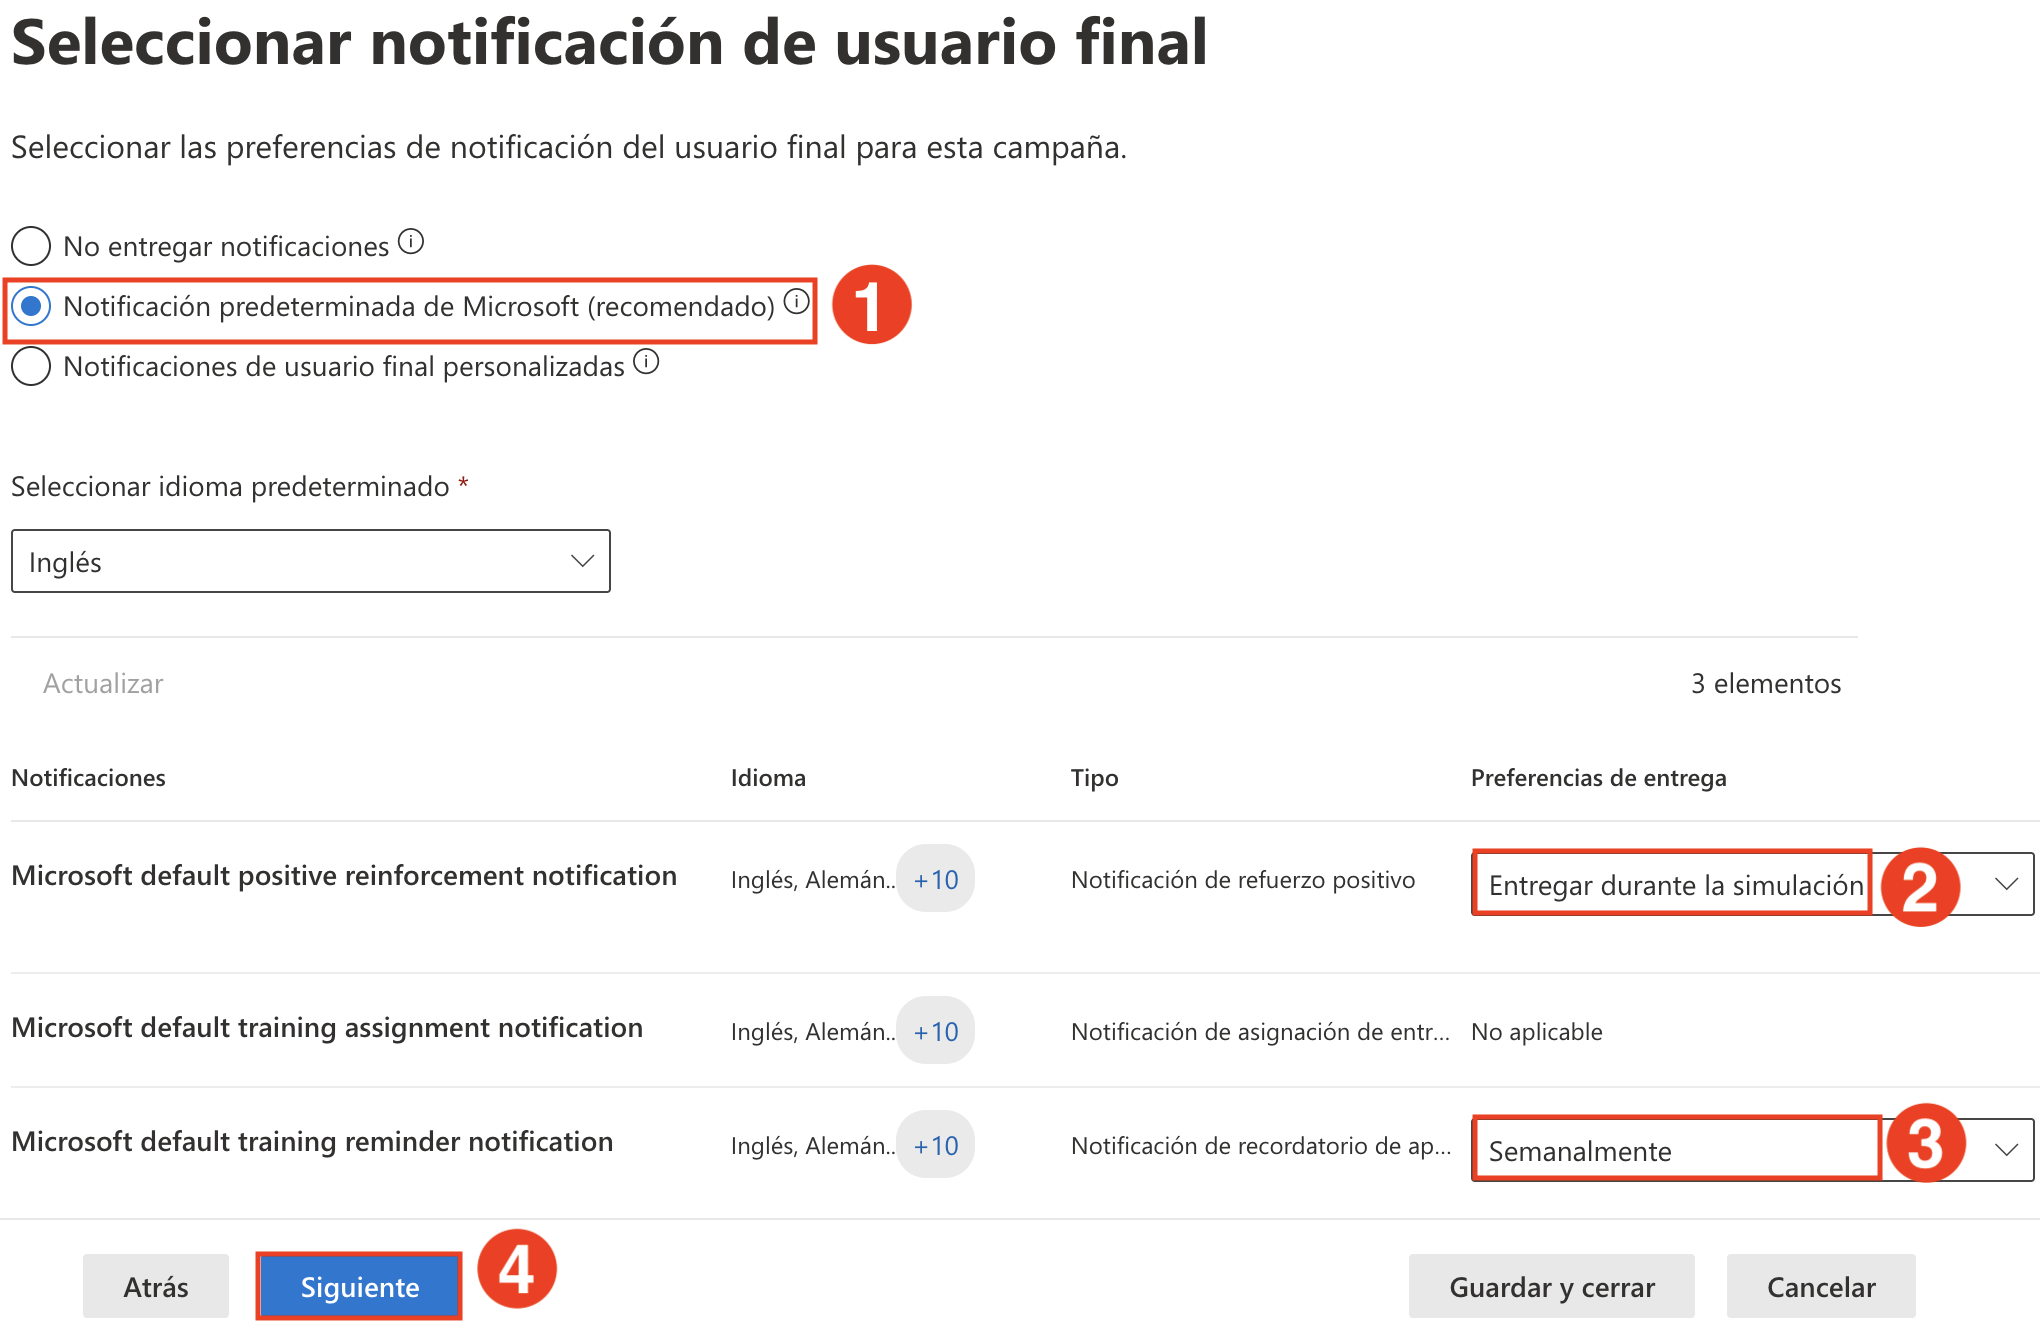 Seleccionar notificación de usuario final
Seleccionar las preferencias de notificación del usuario final para esta campaña.
No entregar notificaciones
Notificación predeterminada de Microsoft (recomendado)
1
Notificaciones de usuario final personalizadas
Seleccionar idioma predeterminado *
Inglés
Actualizar
3 elementos
Notificaciones Idioma Tipo Preferencias de entrega
Microsoft default positive reinforcement notification Inglés, Alemán.. +10 Notificación de refuerzo positivo Entregar durante la simulación 2
Microsoft default training assignment notification Inglés, Alemán.. +10 Notificación de asignación de entr... No aplicable
Microsoft default training reminder notification Inglés, Alemán.. +10 Notificación de recordatorio de ap... Semanalmente 3
Atrás Siguiente 4 Guardar y cerrar Cancelar